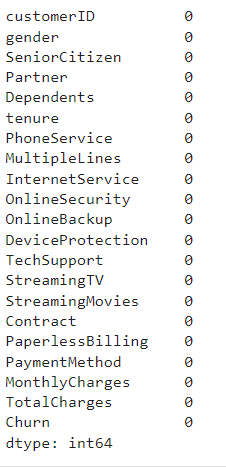 customerID 0
gender 0
SeniorCitizen 0
Partner 0
Dependents 0
tenure 0
PhoneService 0
MultipleLines 0
InternetService 0
OnlineSecurity 0
OnlineBackup 0
DeviceProtection 0
TechSupport 0
StreamingTV 0
StreamingMovies 0
Contract 0
PaperlessBilling 0
PaymentMethod 0
MonthlyCharges 0
TotalCharges 0
Churn 0
dtype: int64